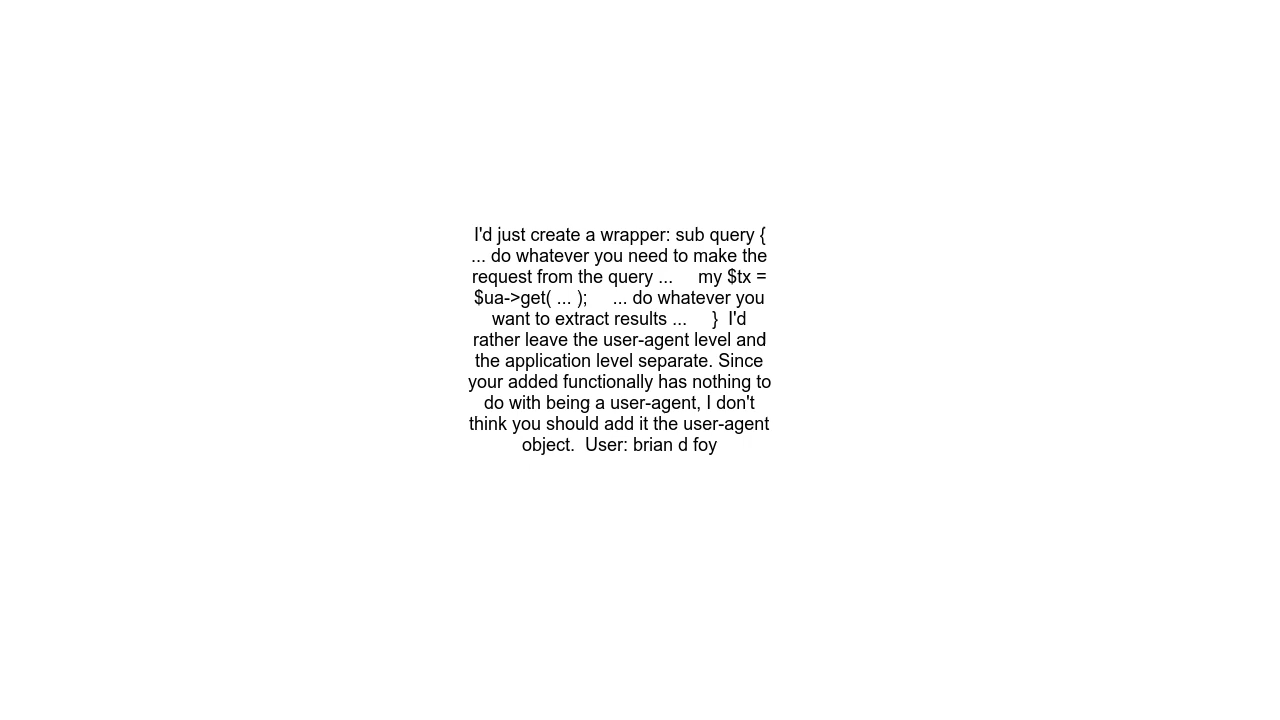 I'd just create a wrapper: sub query {
... do whatever you need to make the
request from the query ...     my $tx =
$ua->get( ... );     ... do whatever you
want to extract results ...     }  I'd
rather leave the user-agent level and
the application level separate. Since
your added functionally has nothing to
do with being a user-agent, I don't
think you should add it the user-agent
object.  User: brian d foy